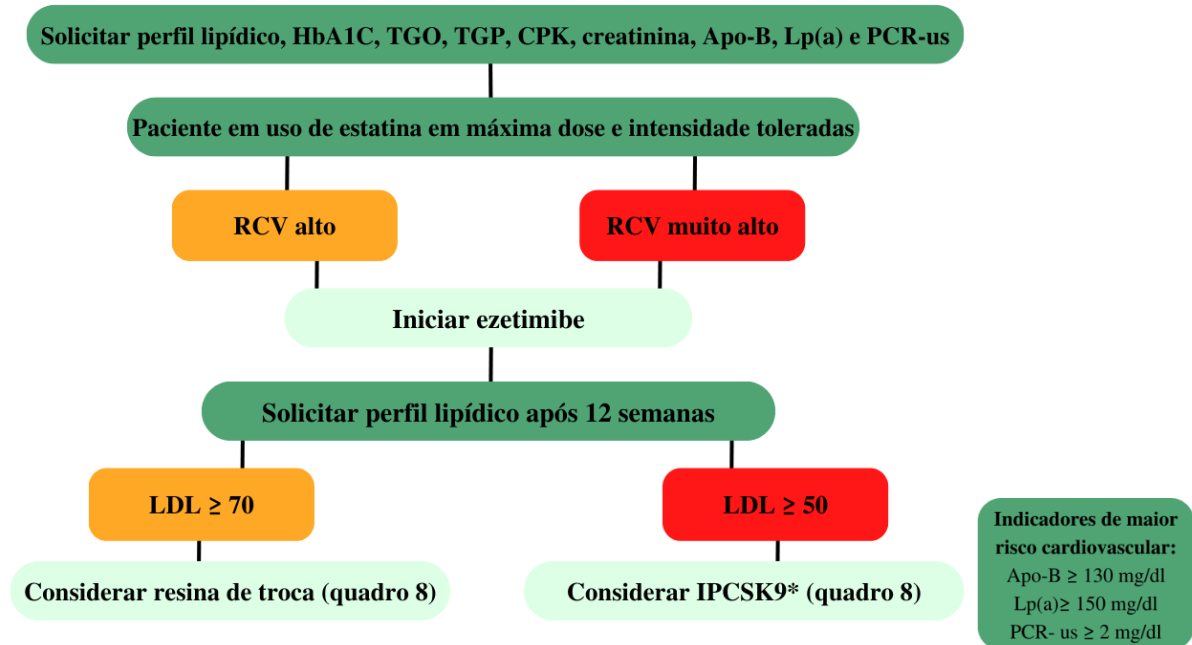 Solicitar perfil lipídico, HbA1C, TGO, TGP, CPK, creatinina, Apo-B, Lp(a) e PCR-us
Paciente em uso de estatina em máxima dose e intensidade toleradas
RCV alto
RCV muito alto
Iniciar ezetimibe
Solicitar perfil lipídico após 12 semanas
LDL ≥ 70
LDL ≥ 50
Considerar resina de troca (quadro 8)
Considerar IPCSK9* (quadro 8)
Indicadores de maior
risco cardiovascular:
Apo-B ≥ 130 mg/dl
Lp(a)≥ 150 mg/dl
PCR- us ≥ 2 mg/dl